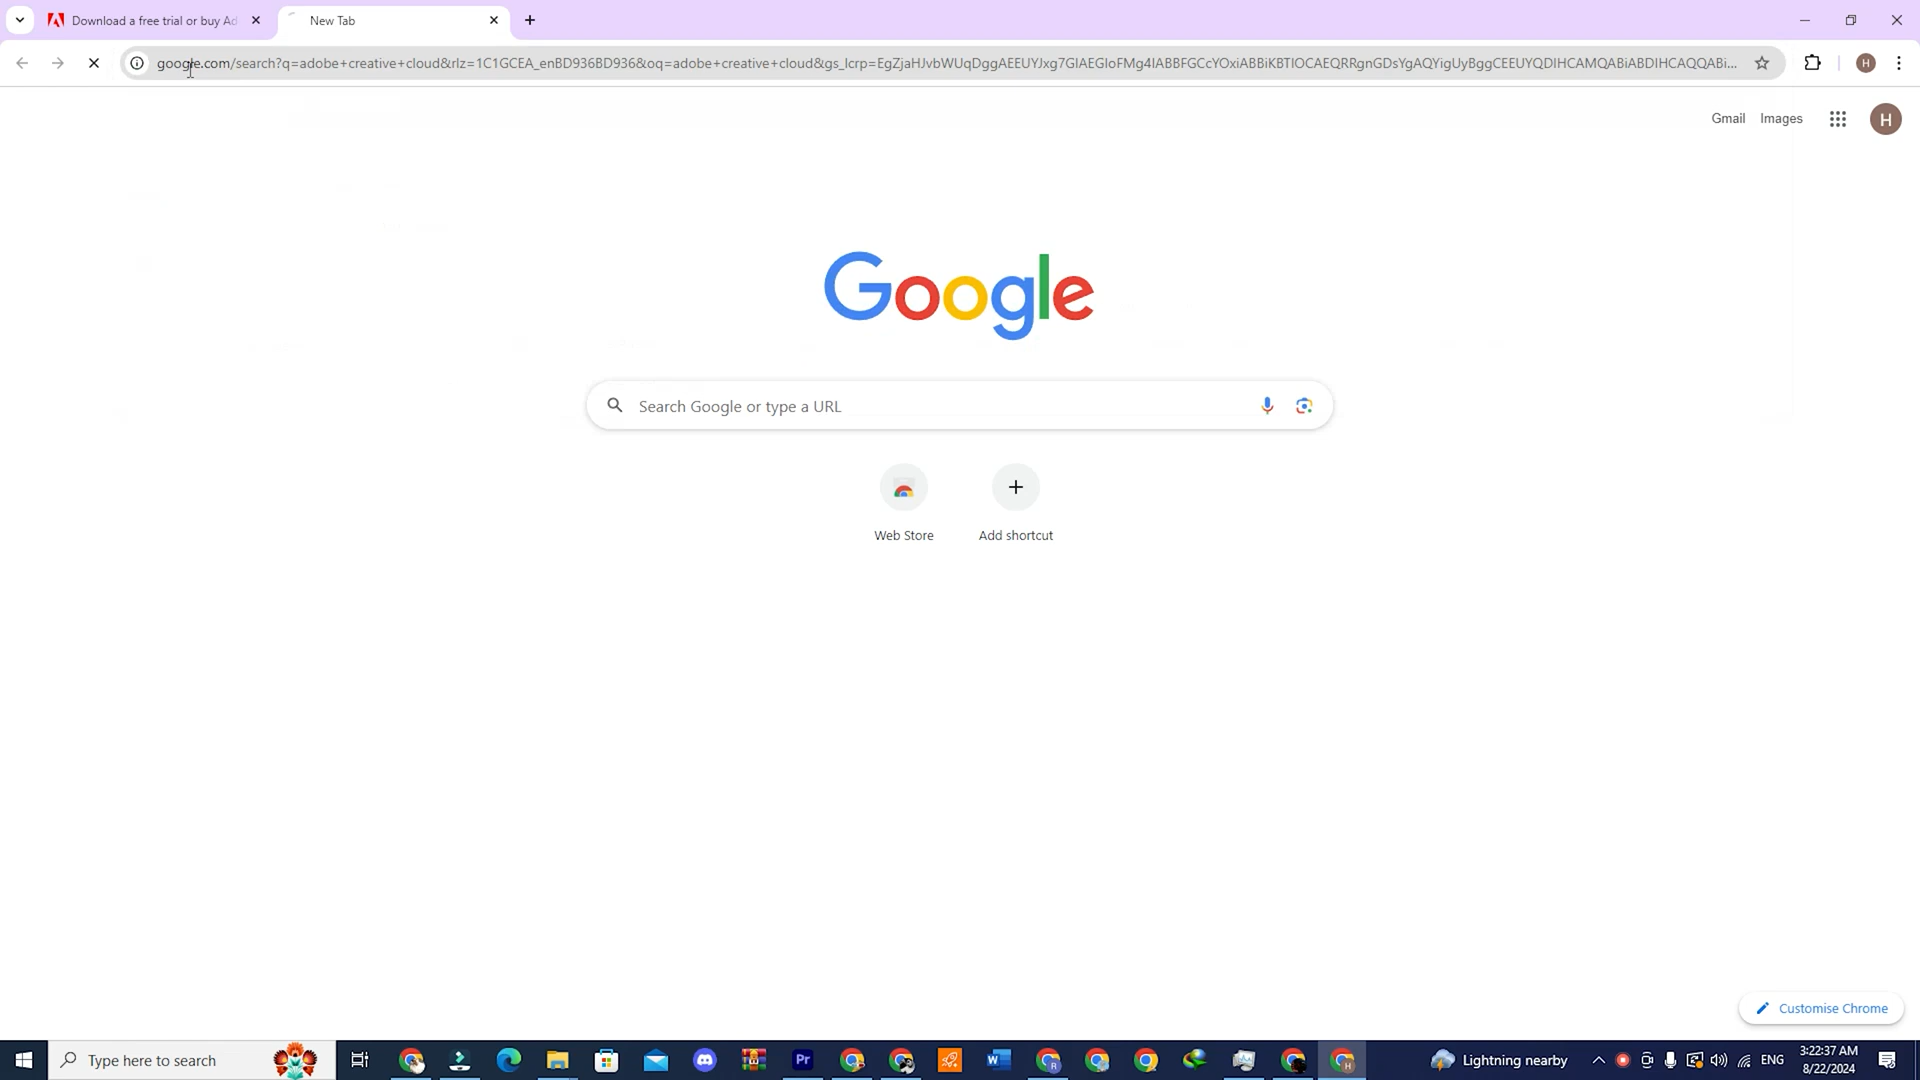 Download a free trial or buy Ad
New Tab
google.com/search?q=adobe+creative+cloud&rlz=1C1GCEA_enBD936BD936&oq=adobe+creative+cloud&gs_lcrp=EgZjaHJvbWUqDggAEEUYJxg7GIAEGIoFMg4IABBFGCcYOxiABBiKBTIOCAEQRRgnGDsYgAQYigUyBggCEEUYQDIHCAMQABiABDIHCAQQABi...
Gmail
Images
H
Google
Search Google or type a URL
Web Store
Add shortcut
Customise Chrome
Type here to search
Pr
Lightning nearby
ENG
3:22:37 AM
8/22/2024